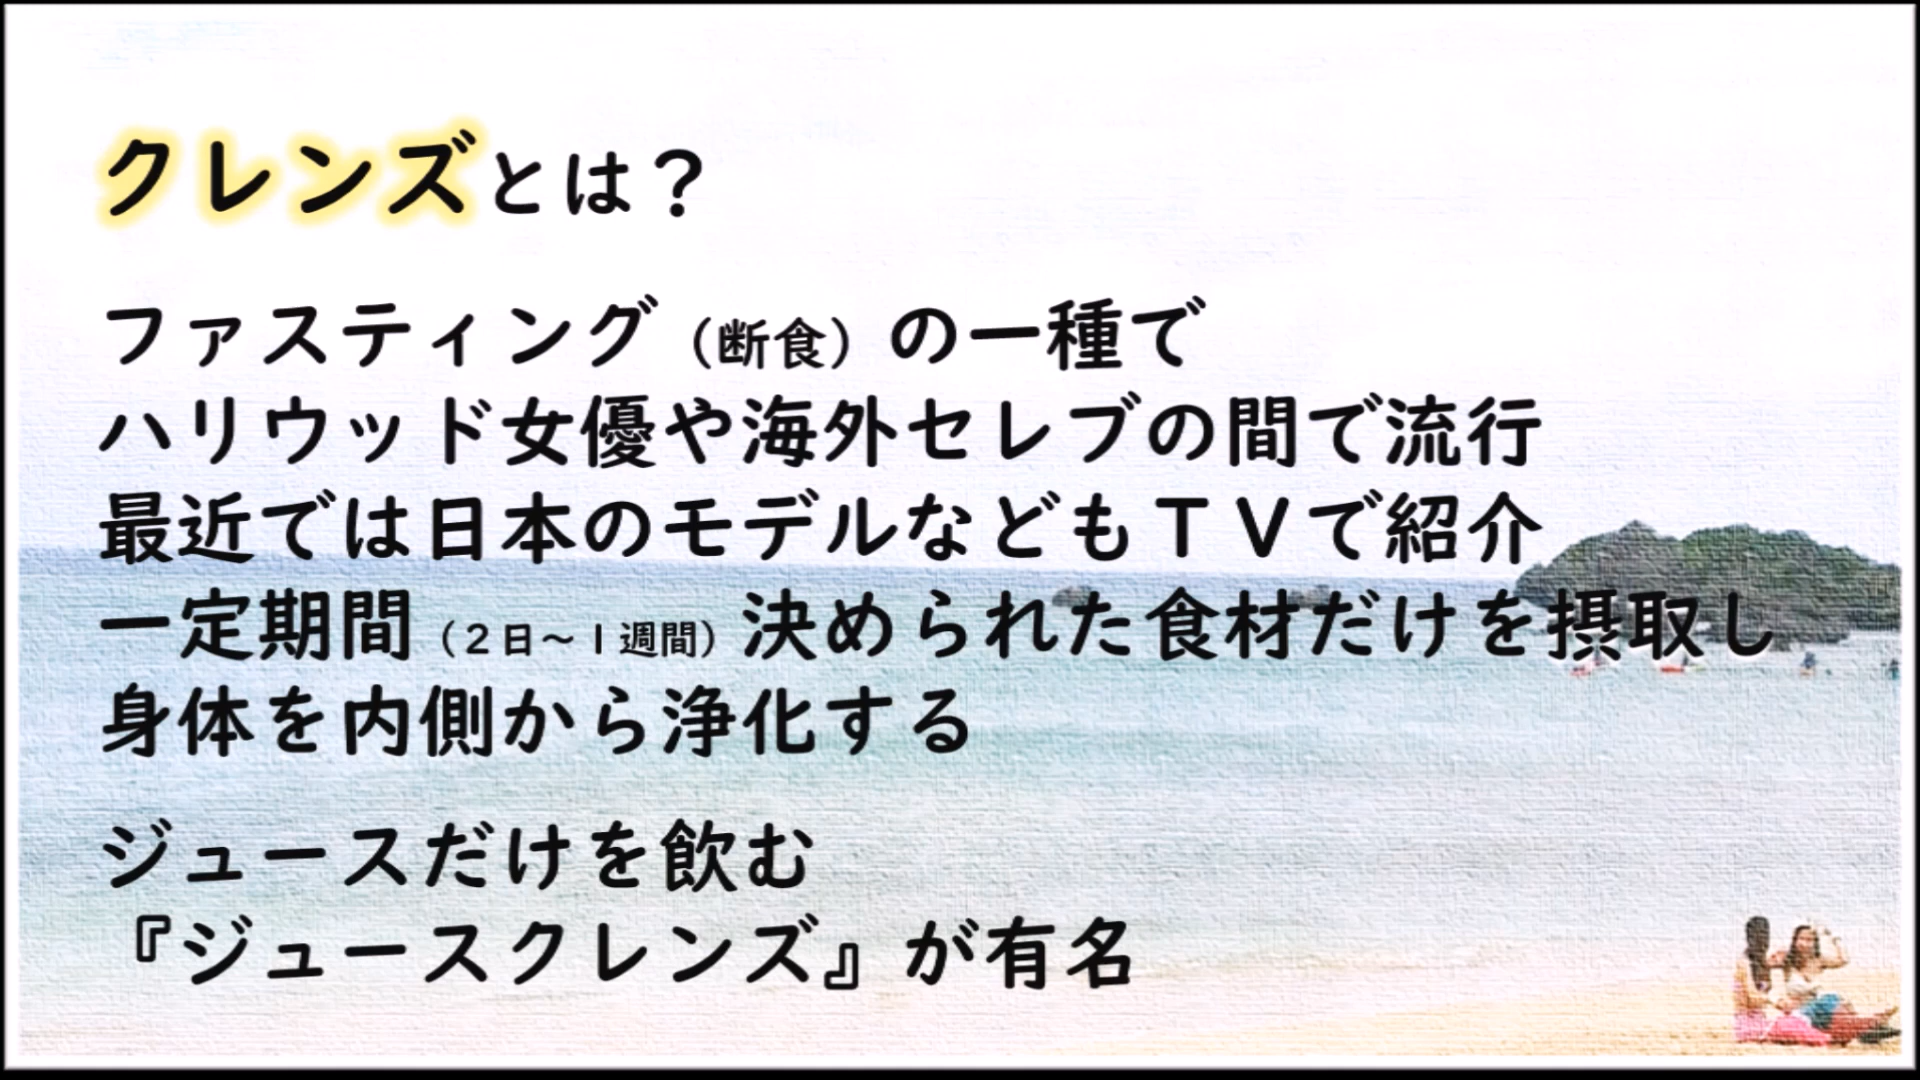 クレンズとは？
ファスティング（断食）の一種で
ハリウッド女優や海外セレブの間で流行
最近では日本のモデルなどもＴＶで紹介
一定期間（２日～１週間）決められた食材だけを摂取し
身体を内側から浄化する
ジュースだけを飲む
『ジュースクレンズ』が有名